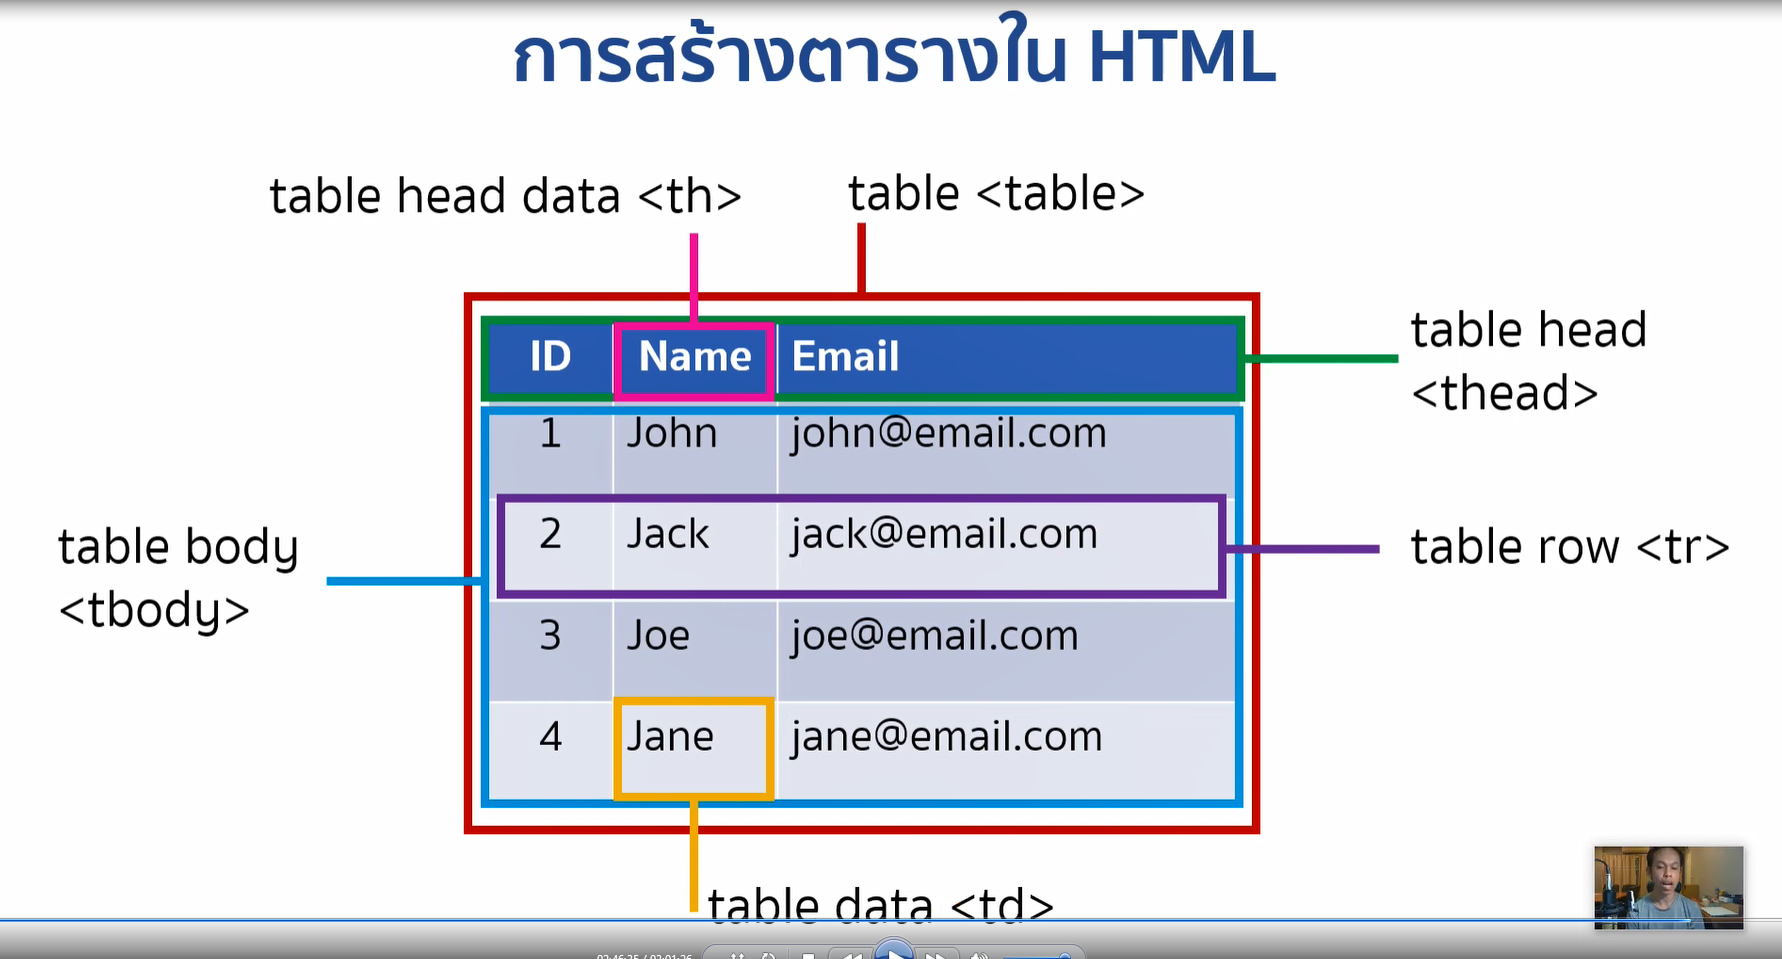 การสร้างตารางใน HTML
table head data <th>
table <table>
ID Name Email
table head
<thead>
1 John john@email.com
2 Jack jack@email.com
table body
<tbody>
table row <tr>
3 Joe joe@email.com
4 Jane jane@email.com
table data <td>